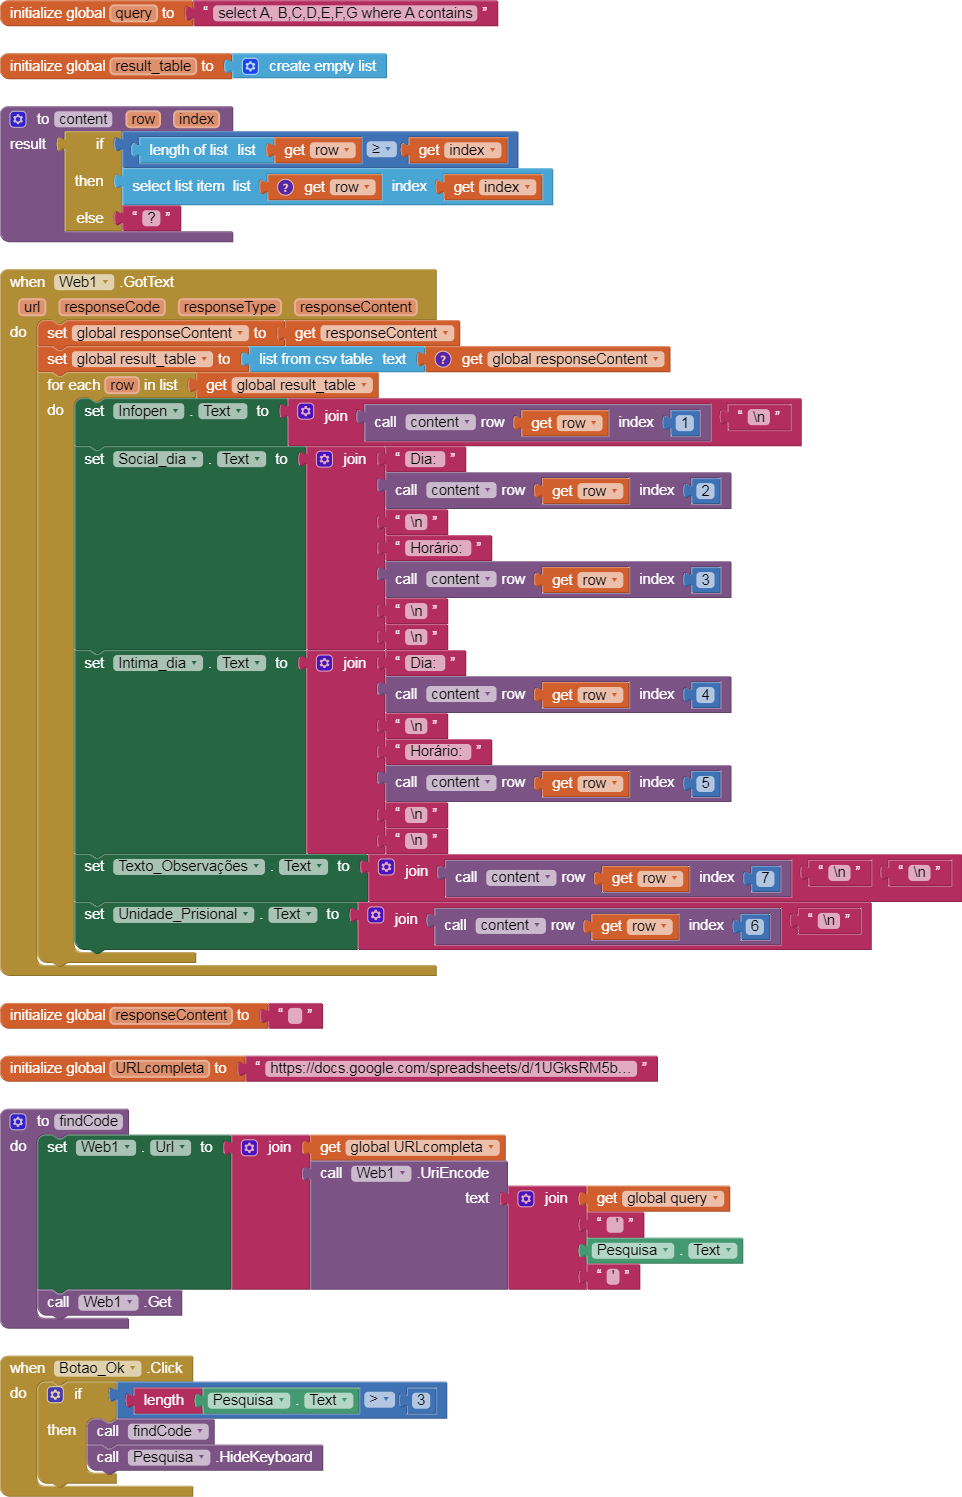 initialize global query to " select A, B,C,D,E,F,G where A contains "
initialize global result_table to create empty list
to content row index
result if length of list list get row ≥ get index
then select list item list ? get row index get index
else " ? "
when Web1 .GotText
url responseCode responseType responseContent
do set global responseContent to get responseContent
set global result_table to list from csv table text ? get global responseContent
for each row in list get global result_table
do set Infopen . Text to join call content row get row index 1 " \n "
set Social_dia . Text to join " Dia: "
call content row get row index 2
" \n "
" Horário: "
call content row get row index 3
" \n "
" \n "
set Intima_dia . Text to join " Dia: "
call content row get row index 4
" \n "
" Horário: "
call content row get row index 5
" \n "
" \n "
set Texto_Observações . Text to join call content row get row index 7 " \n " " \n "
set Unidade_Prisional . Text to join call content row get row index 6 " \n "
initialize global responseContent to " "
initialize global URLcompleta to " https://docs.google.com/spreadsheets/d/1UGksRM5b... "
to findCode
do set Web1 . Url to join get global URLcompleta
call Web1 .UriEncode
text join get global query
" ' "
Pesquisa . Text
" ' "
call Web1 .Get
when Botao_Ok .Click
do if length Pesquisa . Text > 3
then call findCode
call Pesquisa .HideKeyboard